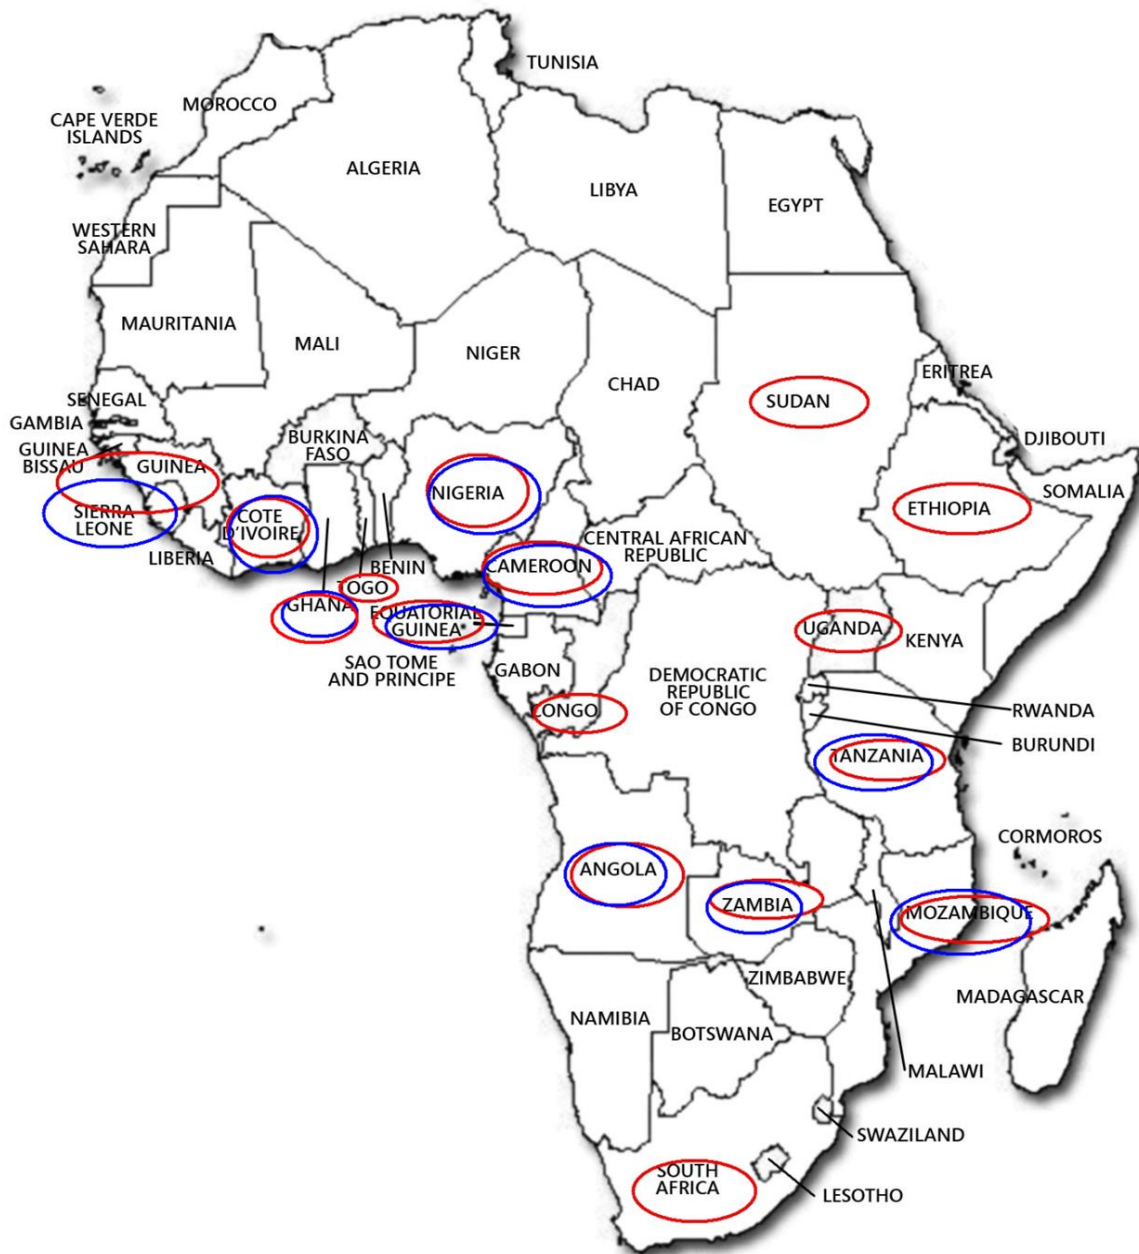 TUNISIA
MOROCCO
CAPE VERDE
ISLANDS
ALGERIA
LIBYA
EGYPT
WESTERN
SAHARA
MAURITANIA
MALI
NIGER
CHAD
SUDAN
ERITREA
SENEGAL
GAMBIA
GUINEA
BISSAU
GUINEA
BURKINA
FASO
DJIBOUTI
NIGERIA
SOMALIA
ETHIOPIA
SIERRA
LEONE
COTE
D'IVOIRE
LIBERIA
CENTRAL AFRICAN
REPUBLIC
BENIN
CAMEROON
TOGO
GHANA
EQUATORIAL
GUINEA
UGANDA
KENYA
SAO TOME
AND PRINCIPE
GABON
DEMOCRATIC
REPUBLIC
OF CONGO
CONGO
RWANDA
BURUNDI
TANZANIA
CORMOROS
ANGOLA
ZAMBIA
MOZAMBIQUE
ZIMBABWE
MADAGASCAR
NAMIBIA
BOTSWANA
MALAWI
SWAZILAND
SOUTH
AFRICA
LESOTHO